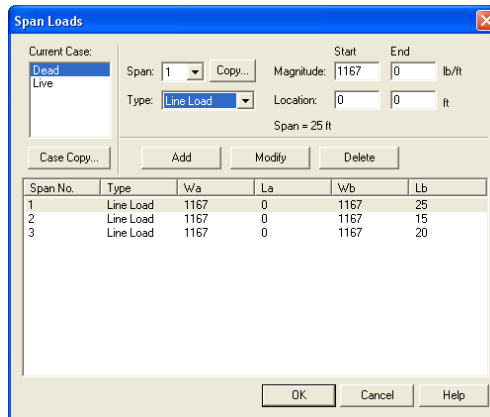 Span Loads
Current Case:
Dead
Live
Case Copy...
Span: 1 Copy...
Type: Line Load
Start End
Magnitude: 1167 0 lb/ft
Location: 0 0 ft
Span = 25 ft
Add Modify Delete
Span No. Type Wa La Wb Lb
1 Line Load 1167 0 1167 25
2 Line Load 1167 0 1167 15
3 Line Load 1167 0 1167 20
OK Cancel Help